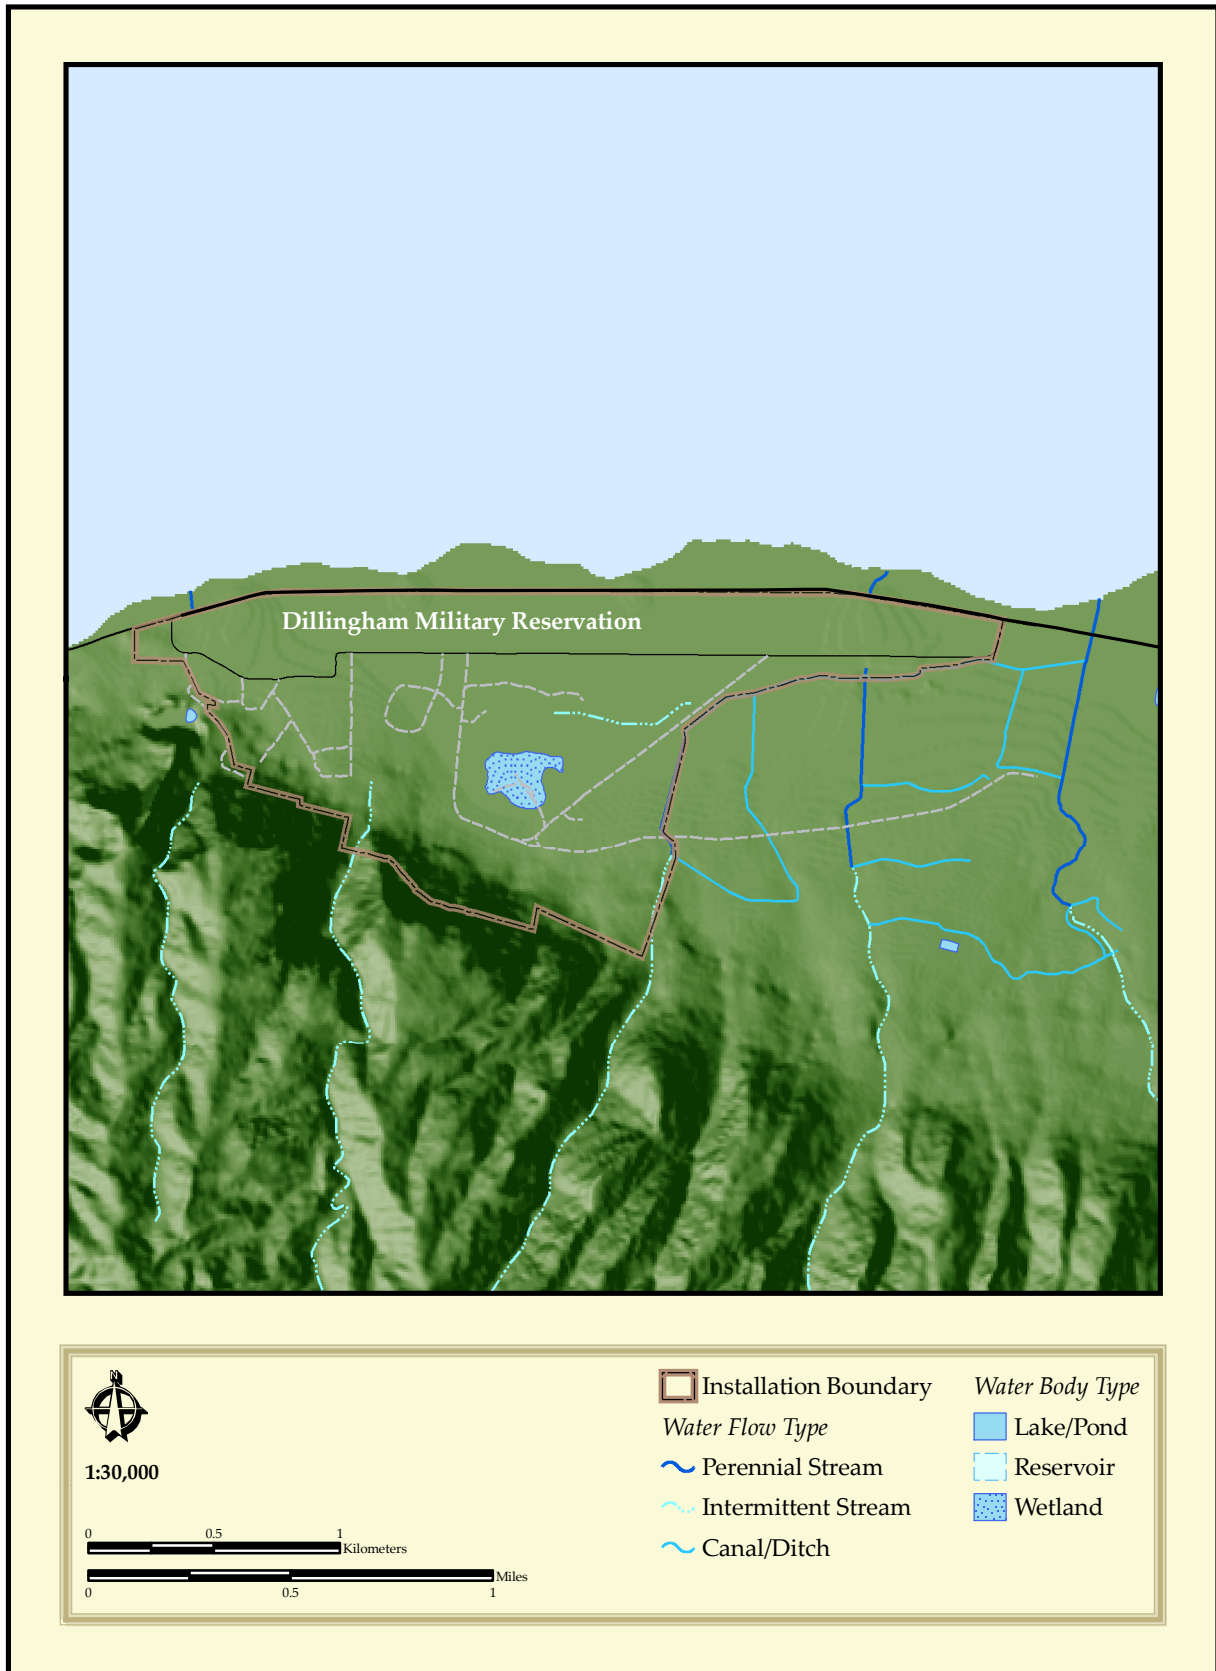 Dillingham Military Reservation
N
1:30,000
0 0.5 1
Kilometers
Miles
0 0.5 1
Installation Boundary
Water Flow Type
Perennial Stream
Intermittent Stream
Canal/Ditch
Water Body Type
Lake/Pond
Reservoir
Wetland